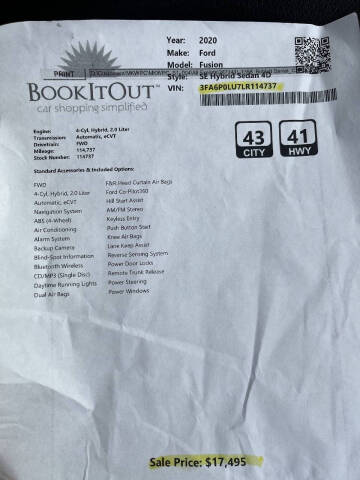 Year: 2020
Make: Ford
Model: Fusion
PRINT
Style: SE Hybrid Sedan 4D
VIN: 3FA6P0LU7LR114737
BOOKITOUT™
car shopping simplified
Engine: 4-Cyl, Hybrid, 2.0 Liter
Transmission: Automatic, eCVT
Drivetrain: FWD
Mileage: 114,737
Stock Number: 114737
43 CITY
41 HWY
Standard Accessories & Included Options:
FWD F&R Head Curtain Air Bags
4-Cyl, Hybrid, 2.0 Liter Ford Co-Pilot360
Automatic, eCVT Hill Start Assist
Navigation System AM/FM Stereo
ABS (4-Wheel) Keyless Entry
Air Conditioning Push Button Start
Alarm System Knee Air Bags
Backup Camera Lane Keep Assist
Blind-Spot Information Reverse Sensing System
Bluetooth Wireless Power Door Locks
CD/MP3 (Single Disc) Remote Trunk Release
Daytime Running Lights Power Steering
Dual Air Bags Power Windows
Sale Price: $17,495